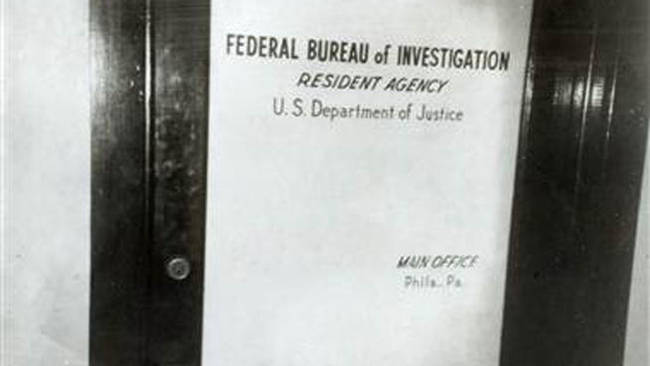 FEDERAL BUREAU of INVESTIGATION
RESIDENT AGENCY
U. S. Department of Justice
MAIN OFFICE
Phila., Pa.